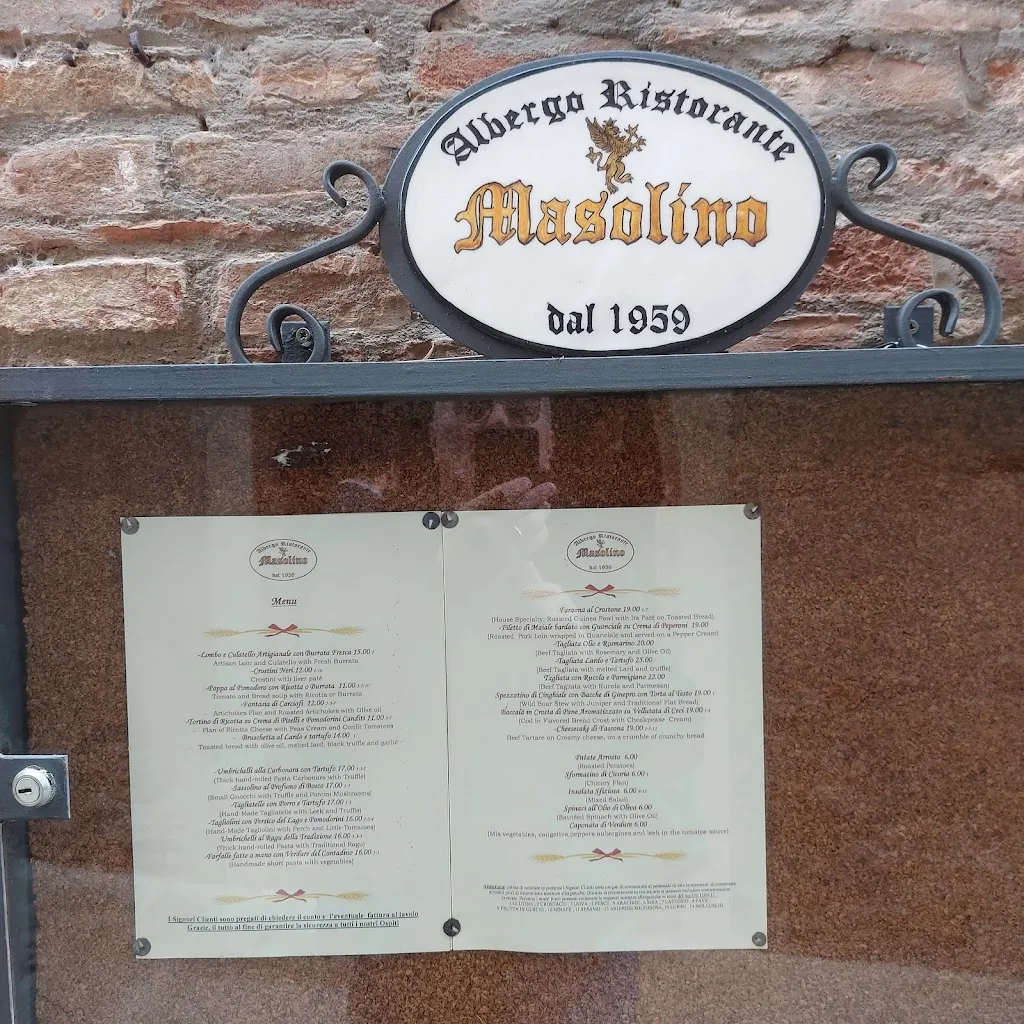 Albergo Ristorante
Masolino
dal 1959
Albergo Ristorante
Masolino
dal 1959
Menu
-Lombo e Culatello Artigianale con Burrata Fresca 15.00 7
Artisan Loin and Culatello with Fresh Burrata
-Crostini Neri 12.00
Crostini with liver paté
-Pappa al Pomodoro con Ricotta o Burrata 11.00
Tomato and Bread soup with Ricotta or Burrata
-Fantasia di Carciofi 12.00
Artichokes Flan and Roasted Artichokes with Olive oil
-Tortino di Ricotta su Crema di Piselli e Pomodorini Canditi 11.00
Flan of Ricotta Cheese with Peas Cream and Confit Tomatoes
- Bruschetta al Lardo e tartufo 14.00 1
Toasted bread with olive oil, melted lard, black truffle and garlic
-Umbrichelli alla Carbonara con Tartufo 17.00
(Thick hand-rolled Pasta Carbonara with Truffle)
-Sassolino al Profumo di Bosco 17.00
(Small Gnocchi with Truffle and Porcini Mushrooms)
-Tagliatelle con Porro e Tartufo 17.00
(Hand-Made Tagliatelle with Leek and Truffle)
-Tagliolini con Persico del Lago e Pomodorini 16.00
(Hand-Made Tagliolini with Perch and Little Tomatoes)
Umbrichelli al Ragù della Tradizione 16.00
(Thick hand-rolled Pasta with Traditional Ragù)
-Farfalle fatte a mano con Verdure del Contadino 16.00
(Handmade short pasta with vegetables)
I Signori Clienti sono pregati di chiedere il conto e l'eventuale fattura al tavolo
Grazie, il tutto al fine di garantire la sicurezza a tutti i nostri Ospiti
Albergo Ristorante
Masolino
dal 1959
-Faraona al Crostone 19.00
(House Specialty: Roasted Guinea Fowl with Its Paté on Toasted Bread)
-Filetto di Maiale bardato con Guanciale su Crema di Peperoni 19.00
(Roasted Pork Loin wrapped in Guanciale and served on a Pepper Cream)
-Tagliata Olio e Rosmarino 20.00
(Beef Tagliata with Rosemary and Olive Oil)
-Tagliata Lardo e Tartufo 25.00
(Beef Tagliata with melted Lard and truffle)
Tagliata con Rucola e Parmigiano 22.00
(Beef Tagliata with Rucola and Parmesan)
Spezzatino di Cinghiale con Bacche di Ginepro con Torta al Testo 19.00 1
(Wild Boar Stew with Juniper and Traditional Flat Bread)
Baccalà in Crosta di Pane Aromatizzato su Vellutata di Ceci 19.00
(Cod in Flavored Bread Crost with Cheakpease Cream)
-Cheesecake di Fassona 19.00
Beef Tartare on Creamy cheese, on a crumble of crunchy bread
Patate Arrosto 6.00
(Roasted Potatoes)
Sformatino di Cicoria 6.00
(Chicory Flan)
Insalata Sfiziosa 6.00
(Mixed Salad)
Spinaci all'Olio di Oliva 6.00
(Sautéed Spinach with Olive Oil)
Caponata di Verdure 6.00
(Mix vegetables, caugettes,peppers aubergines and leek in the tomatoe sauce)